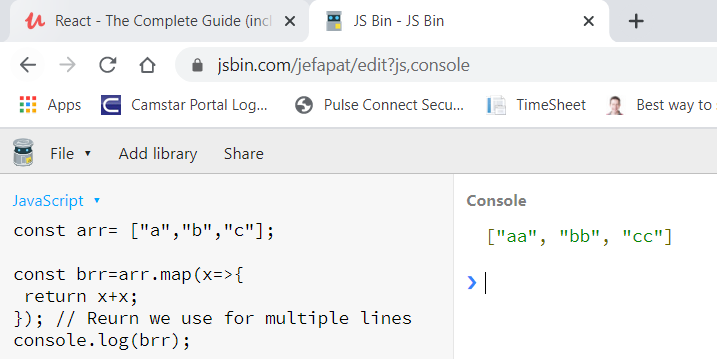 React - The Complete Guide (incl
JS Bin - JS Bin
jsbin.com/jefapat/edit?js,console
Apps
Camstar Portal Log...
Pulse Connect Secu...
TimeSheet
Best way to
File
Add library
Share
JavaScript
Console
const arr= ["a","b","c"];
["aa", "bb", "cc"]
const brr=arr.map(x=>{
return x+x;
}); // Reurn we use for multiple lines
console.log(brr);